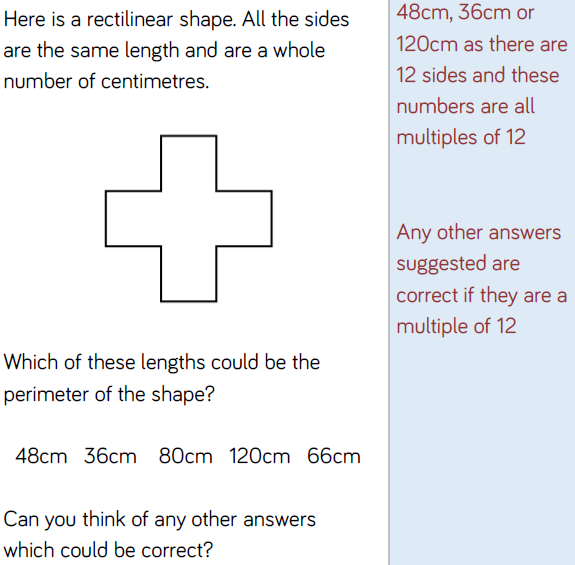 Here is a rectilinear shape. All the sides
are the same length and are a whole
number of centimetres.
Which of these lengths could be the
perimeter of the shape?
48cm 36cm 80cm 120cm 66cm
Can you think of any other answers
which could be correct?
48cm, 36cm or
120cm as there are
12 sides and these
numbers are all
multiples of 12
Any other answers
suggested are
correct if they are a
multiple of 12